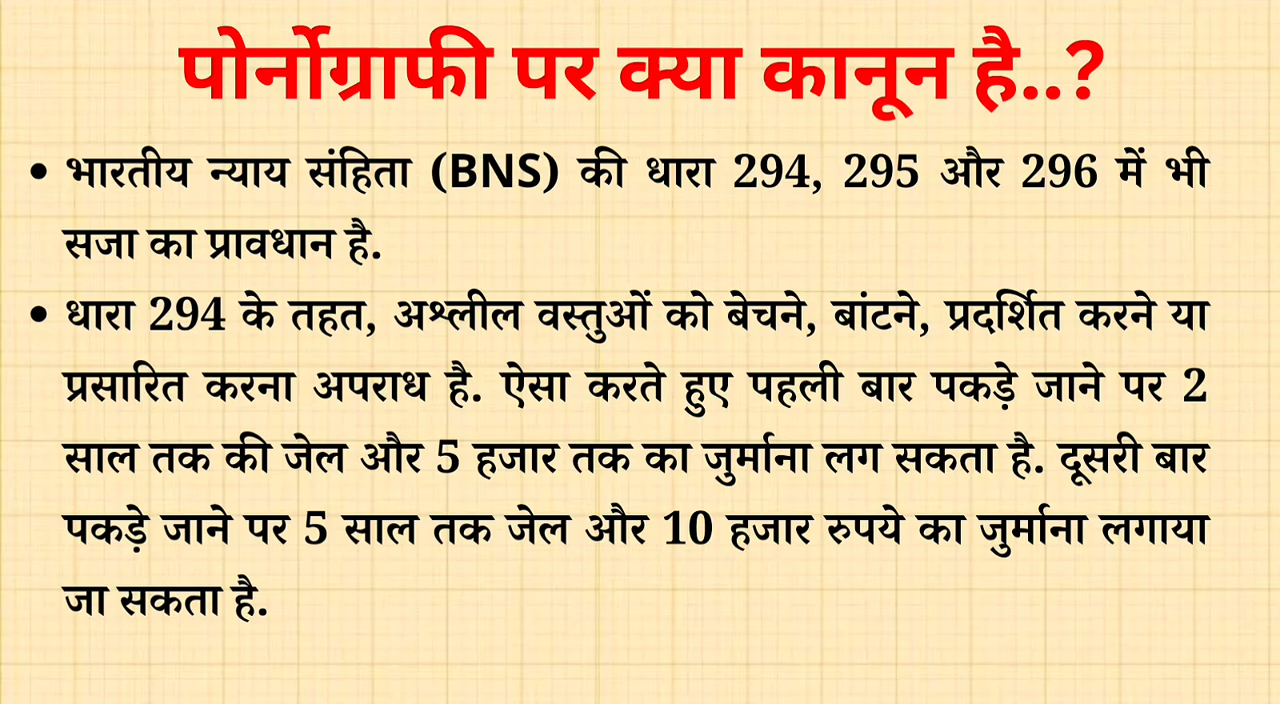 पोर्नोग्राफी पर क्या कानून है..?
• भारतीय न्याय संहिता (BNS) की धारा 294, 295 और 296 में भी
सजा का प्रावधान है.
• धारा 294 के तहत, अश्लील वस्तुओं को बेचने, बांटने, प्रदर्शित करने या
प्रसारित करना अपराध है. ऐसा करते हुए पहली बार पकड़े जाने पर 2
साल तक की जेल और 5 हजार तक का जुर्माना लग सकता है. दूसरी बार
पकड़े जाने पर 5 साल तक जेल और 10 हजार रुपये का जुर्माना लगाया
जा सकता है.